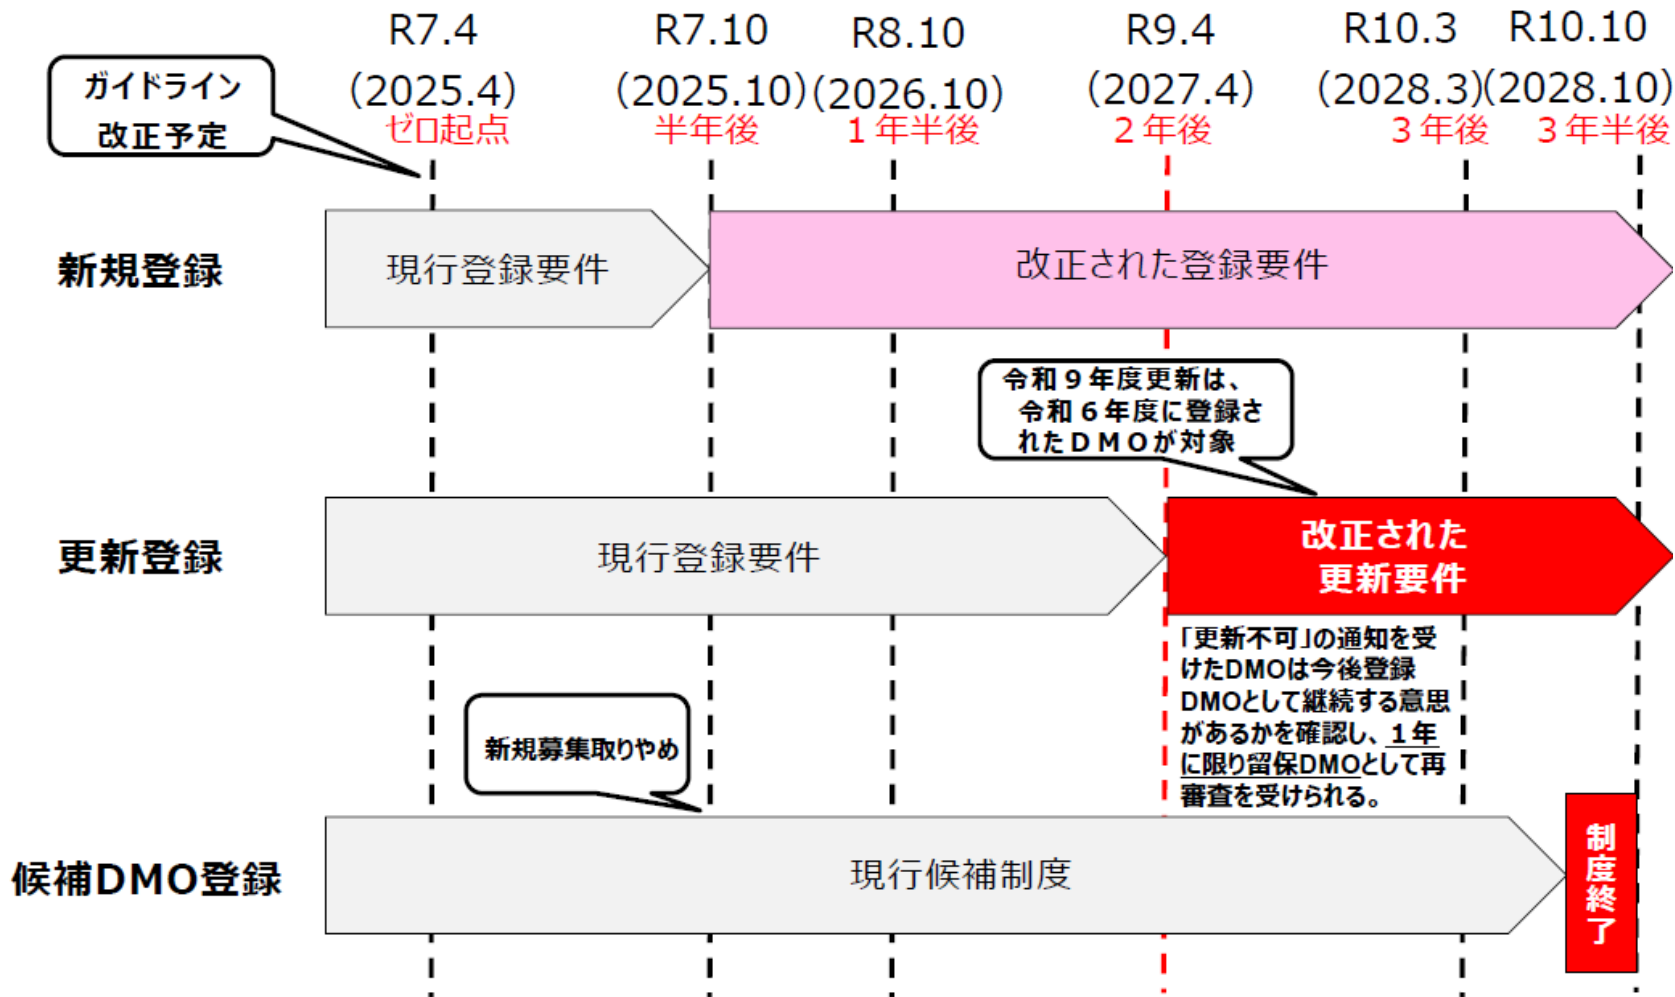 R7.4
R7.10
R8.10
R9.4
R10.3
R10.10
(2025.4)
(2025.10)
(2026.10)
(2027.4)
(2028.3)
(2028.10)
ゼロ起点
半年後
1年半後
2年後
3年後
3年半後
ガイドライン
改正予定
新規登録
現行登録要件
改正された登録要件
令和9年度更新は、
令和6年度に登録さ
れたDMOが対象
更新登録
現行登録要件
改正された
更新要件
「更新不可」の通知を受
けたDMOは今後登録
DMOとして継続する意思
があるかを確認し、1年
に限り留保DMOとして再
審査を受けられる。
新規募集取りやめ
候補DMO登録
現行候補制度
制度終了